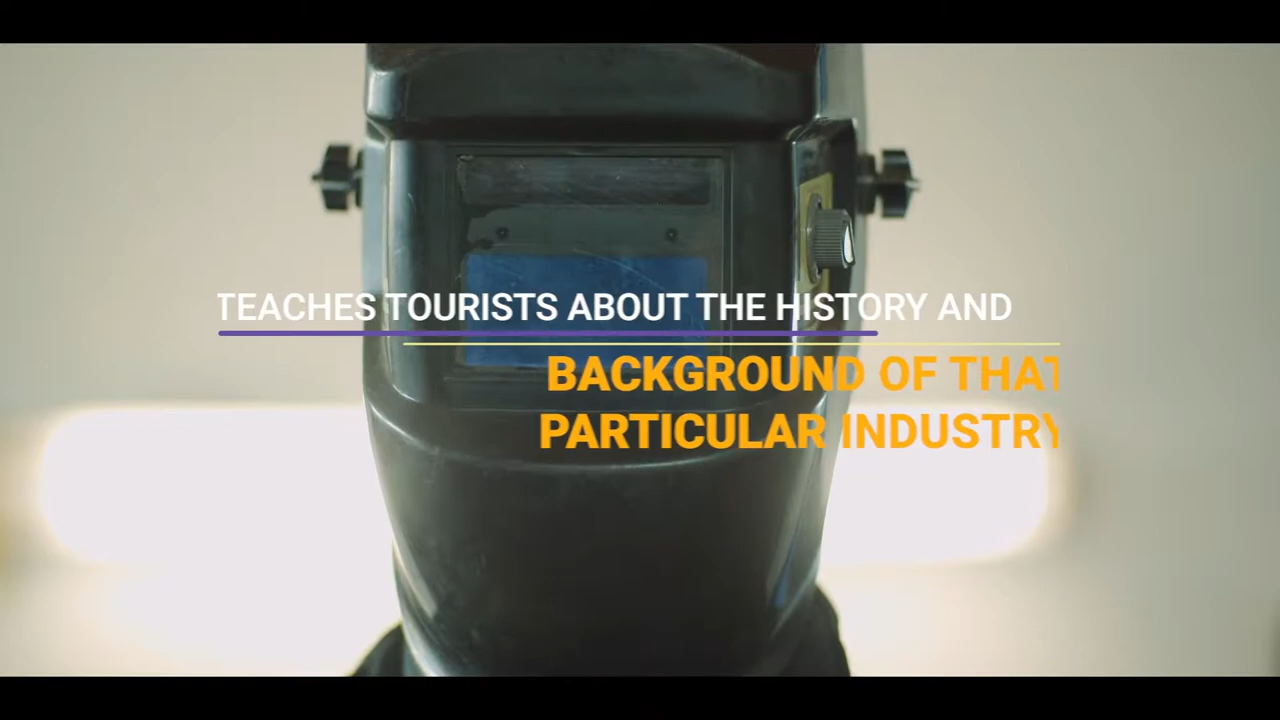 TEACHES TOURISTS ABOUT THE HISTORY AND
BACKGROUND OF THAT
PARTICULAR INDUSTRY